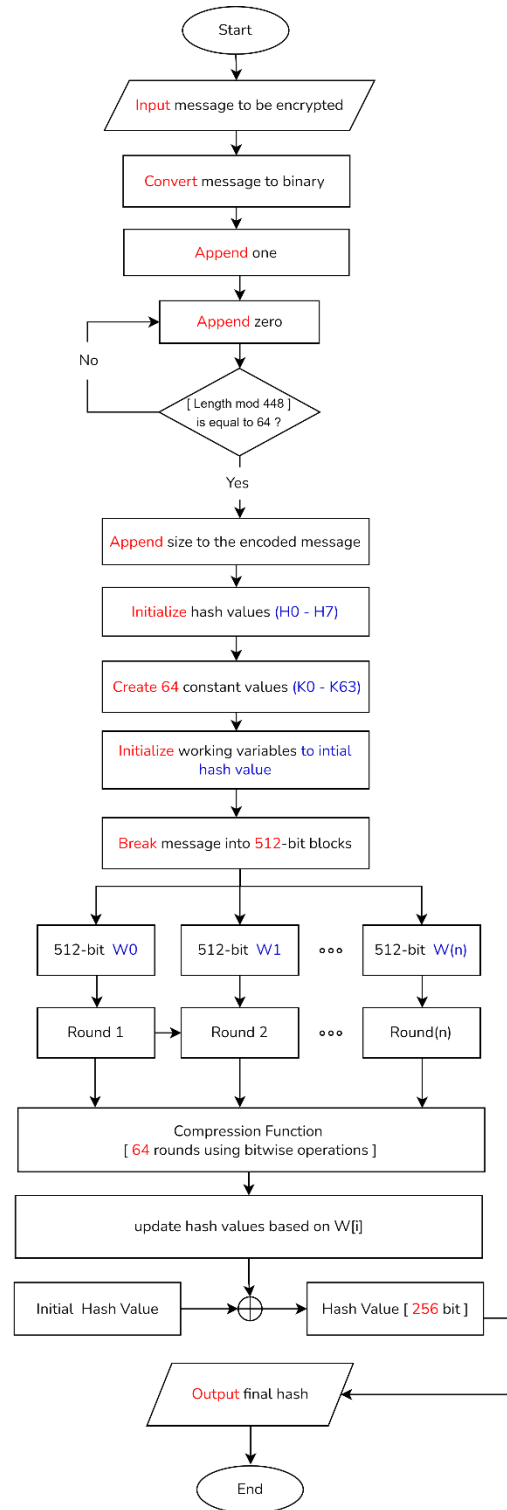 Start
Input message to be encrypted
Convert message to binary
Append one
Append zero
No
[ Length mod 448 ]
is equal to 64 ?
Yes
Append size to the encoded message
Initialize hash values (H0 - H7)
Create 64 constant values (K0 - K63)
Initialize working variables to intial
hash value
Break message into 512-bit blocks
512-bit W0
512-bit W1
512-bit W(n)
Round 1
Round 2
Round(n)
Compression Function
[ 64 rounds using bitwise operations ]
update hash values based on W[i]
Initial Hash Value
Hash Value [ 256 bit ]
Output final hash
End